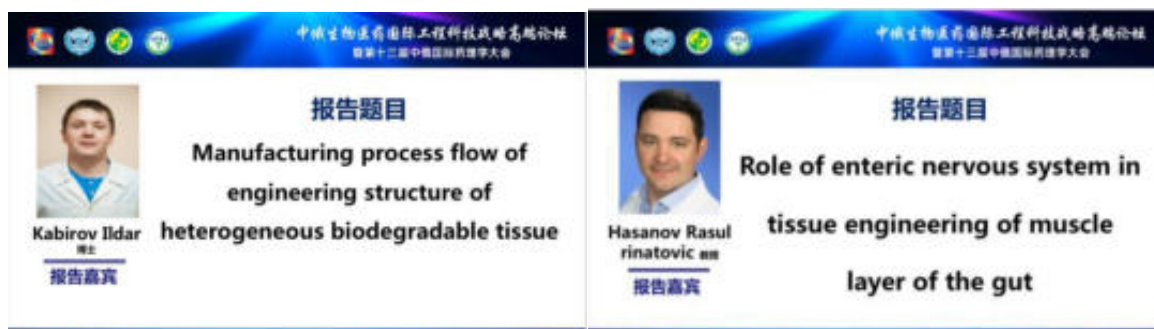 中俄生物医药国际工程科技战略高端论坛
暨第十三届中俄国际药理学大会
报告题目
Manufacturing process flow of
engineering structure of
heterogeneous biodegradable tissue
Kabirov Ildar
博士
报告嘉宾
中俄生物医药国际工程科技战略高端论坛
暨第十三届中俄国际药理学大会
报告题目
Role of enteric nervous system in
tissue engineering of muscle
layer of the gut
Hasanov Rasul
rinatovic 教授
报告嘉宾